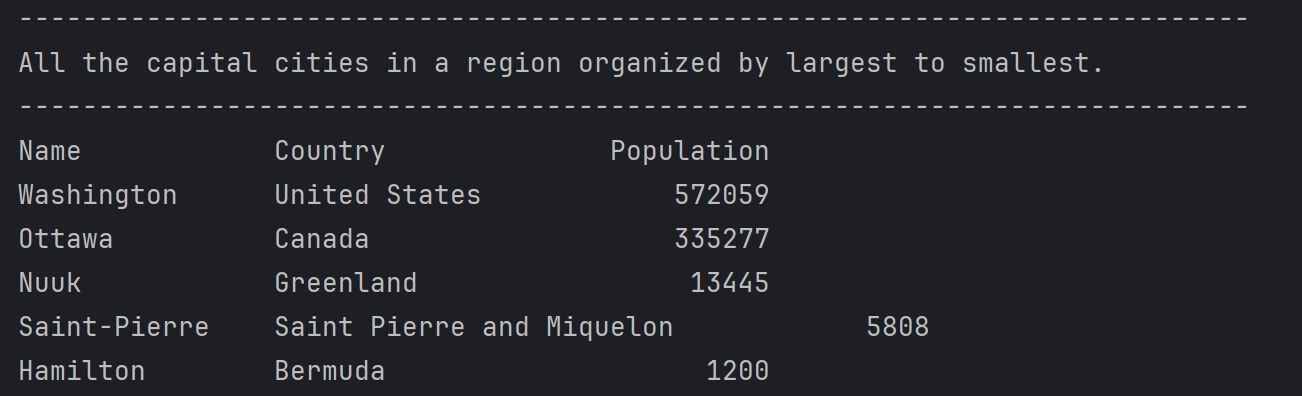 -----------------------------------------------------------------------------
All the capital cities in a region organized by largest to smallest.
-----------------------------------------------------------------------------
Name            Country              Population
Washington      United States            572059
Ottawa          Canada                   335277
Nuuk            Greenland                 13445
Saint-Pierre    Saint Pierre and Miquelon            5808
Hamilton        Bermuda                    1200